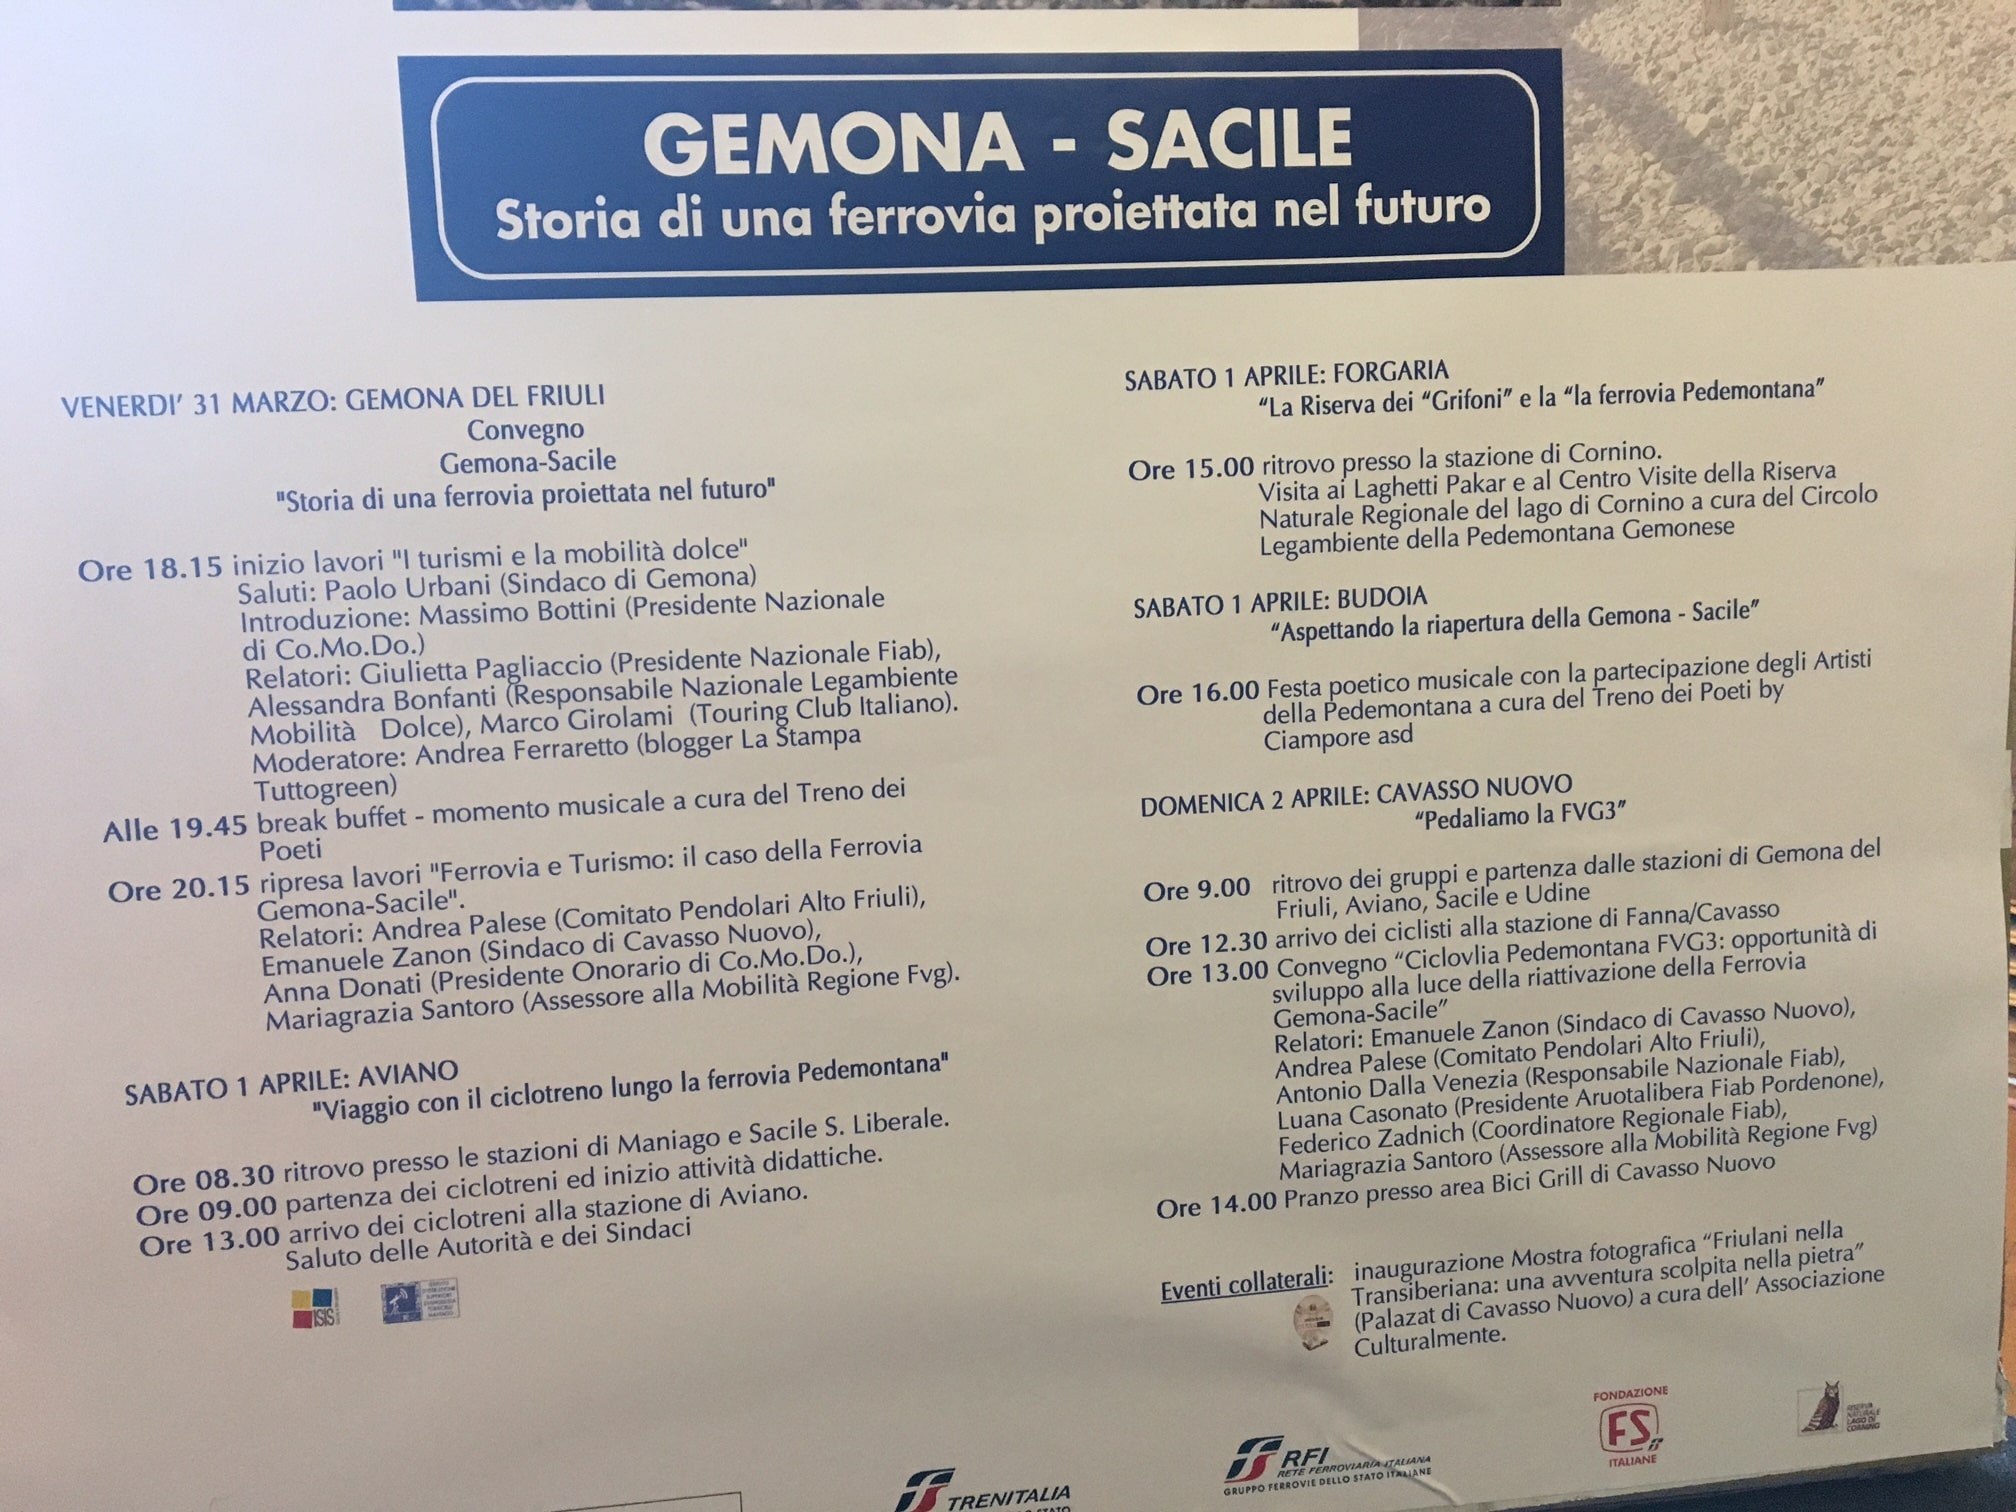 GEMONA - SACILE
Storia di una ferrovia proiettata nel futuro
VENERDI' 31 MARZO: GEMONA DEL FRIULI
Convegno
Gemona-Sacile
"Storia di una ferrovia proiettata nel futuro"
Ore 18.15 inizio lavori "I turismi e la mobilità dolce"
Saluti: Paolo Urbani (Sindaco di Gemona)
Introduzione: Massimo Bottini (Presidente Nazionale
di Co.Mo.Do.)
Relatori: Giulietta Pagliaccio (Presidente Nazionale Fiab),
Alessandra Bonfanti (Responsabile Nazionale Legambiente
Mobilità Dolce), Marco Girolami (Touring Club Italiano).
Moderatore: Andrea Ferraretto (blogger La Stampa
Tuttogreen)
Alle 19.45 break buffet - momento musicale a cura del Treno dei
Poeti
Ore 20.15 ripresa lavori "Ferrovia e Turismo: il caso della Ferrovia
Gemona-Sacile".
Relatori: Andrea Palese (Comitato Pendolari Alto Friuli),
Emanuele Zanon (Sindaco di Cavasso Nuovo),
Anna Donati (Presidente Onorario di Co.Mo.Do.),
Mariagrazia Santoro (Assessore alla Mobilità Regione Fvg).
SABATO 1 APRILE: AVIANO
"Viaggio con il ciclotreno lungo la ferrovia Pedemontana"
Ore 08.30 ritrovo presso le stazioni di Maniago e Sacile S. Liberale.
Ore 09.00 partenza dei ciclotreni ed inizio attività didattiche.
Ore 13.00 arrivo dei ciclotreni alla stazione di Aviano.
Saluto delle Autorità e dei Sindaci
ISIS
SABATO 1 APRILE: FORGARIA
"La Riserva dei "Grifoni" e la "la ferrovia Pedemontana"
Ore 15.00 ritrovo presso la stazione di Cornino.
Visita ai Laghetti Pakar e al Centro Visite della Riserva
Naturale Regionale del lago di Cornino a cura del Circolo
Legambiente della Pedemontana Gemonese
SABATO 1 APRILE: BUDOIA
"Aspettando la riapertura della Gemona - Sacile"
Ore 16.00 Festa poetico musicale con la partecipazione degli Artisti
della Pedemontana a cura del Treno dei Poeti by
Ciampore asd
DOMENICA 2 APRILE: CAVASSO NUOVO
"Pedaliamo la FVG3"
Ore 9.00 ritrovo dei gruppi e partenza dalle stazioni di Gemona del
Friuli, Aviano, Sacile e Udine
Ore 12.30 arrivo dei ciclisti alla stazione di Fanna/Cavasso
Ore 13.00 Convegno "Ciclovlia Pedemontana FVG3: opportunità di
sviluppo alla luce della riattivazione della Ferrovia
Gemona-Sacile"
Relatori: Emanuele Zanon (Sindaco di Cavasso Nuovo),
Andrea Palese (Comitato Pendolari Alto Friuli),
Antonio Dalla Venezia (Responsabile Nazionale Fiab),
Luana Casonato (Presidente Aruotalibera Fiab Pordenone),
Federico Zadnich (Coordinatore Regionale Fiab),
Mariagrazia Santoro (Assessore alla Mobilità Regione Fvg)
Ore 14.00 Pranzo presso area Bici Grill di Cavasso Nuovo
Eventi collaterali: inaugurazione Mostra fotografica "Friulani nella
Transiberiana: una avventura scolpita nella pietra"
(Palazat di Cavasso Nuovo) a cura dell' Associazione
Culturalmente.
TRENITALIA
RFI
RETE FERROVIARIA ITALIANA
GRUPPO FERROVIE DELLO STATO ITALIANE
FONDAZIONE
FS
ITALIANE
RISERVA
NATURALE
LAGO DI
CORNINO